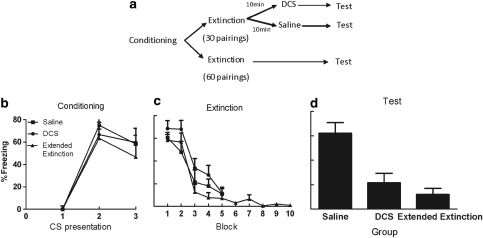 a
10min DCS Test
Extinction
10min Saline Test
(30 pairings)
Conditioning
Extinction Test
(60 pairings)
b Conditioning
Saline
DCS
Extended
Extinction
% Freezing
80
60
40
20
0
0 1 2 3
CS presentation
c Extinction
1 2 3 4 5 6 7 8 9 10
Block
d Test
Saline DCS Extended Extinction
Group